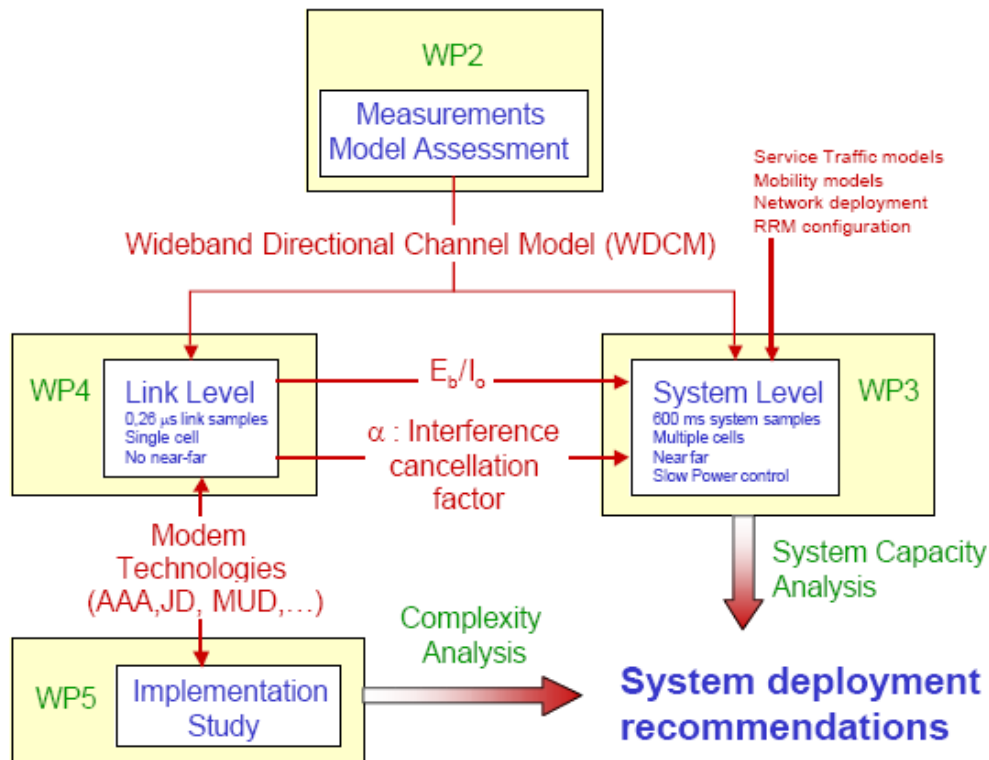 WP2
Measurements
Model Assessment
Service Traffic models
Mobility models
Network deployment
RRM configuration
Wideband Directional Channel Model (WDCM)
WP4
Link Level
0,26 μs link samples
Single cell
No near-far
E_b/I_o
α : Interference
cancellation
factor
System Level
600 ms system samples
Multiple cells
Near far
Slow Power control
WP3
Modem
Technologies
(AAA,JD, MUD,…)
System Capacity
Analysis
Complexity
Analysis
WP5
Implementation
Study
System deployment
recommendations